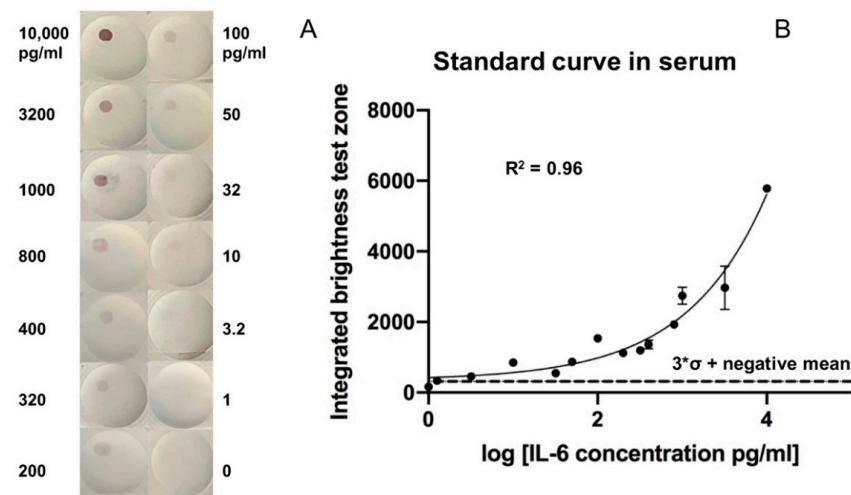 A
B
10,000
pg/ml
3200
1000
800
400
320
200
100
pg/ml
50
32
10
3.2
1
0
Standard curve in serum
Integrated brightness test zone
8000
6000
4000
2000
0
R² = 0.96
3*σ + negative mean
0
2
4
log [IL-6 concentration pg/ml]